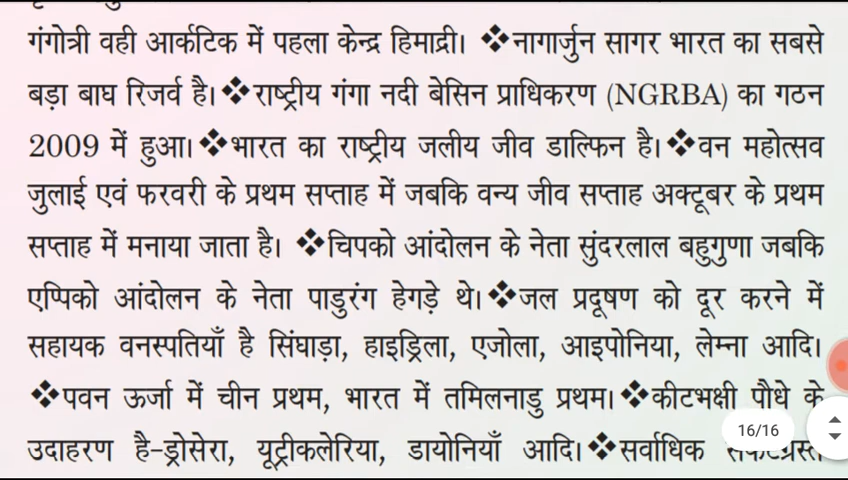 गंगोत्री वही आर्कटिक में पहला केन्द्र हिमाद्री। ❖नागार्जुन सागर भारत का सबसे
बड़ा बाघ रिजर्व है। ❖राष्ट्रीय गंगा नदी बेसिन प्राधिकरण (NGRBA) का गठन
2009 में हुआ। ❖भारत का राष्ट्रीय जलीय जीव डाल्फिन है। ❖वन महोत्सव
जुलाई एवं फरवरी के प्रथम सप्ताह में जबकि वन्य जीव सप्ताह अक्टूबर के प्रथम
सप्ताह में मनाया जाता है। ❖चिपको आंदोलन के नेता सुंदरलाल बहुगुणा जबकि
एप्पिको आंदोलन के नेता पाडुरंग हेगड़े थे। ❖जल प्रदूषण को दूर करने में
सहायक वनस्पतियाँ है सिंघाड़ा, हाइड्रिला, एजोला, आइपोनिया, लेम्ना आदि।
❖पवन ऊर्जा में चीन प्रथम, भारत में तमिलनाडु प्रथम। ❖कीटभक्षी पौधे के
16/16
उदाहरण है-ड्रोसेरा, यूट्रीकलेरिया, डायोनियाँ आदि। ❖सर्वाधिक